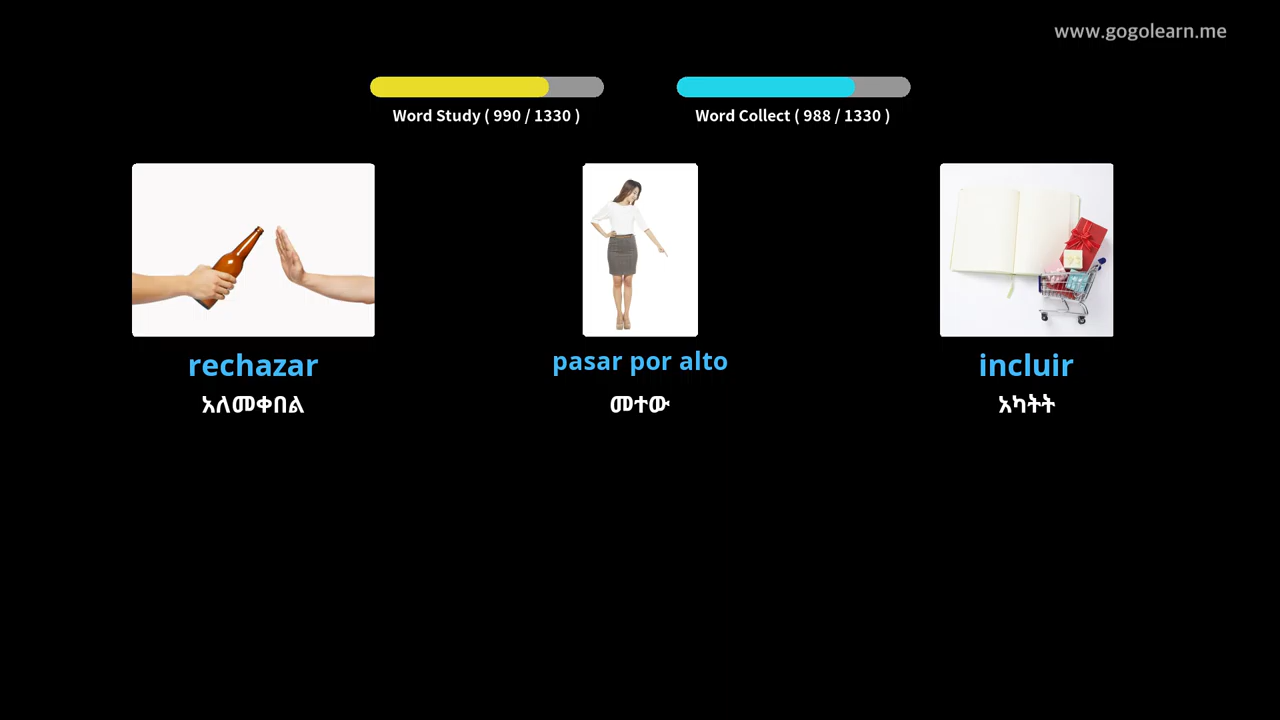 www.gogolearn.me
Word Study ( 990 / 1330 )
Word Collect ( 988 / 1330 )
rechazar
አለመቀበል
pasar por alto
መተው
incluir
አካትት